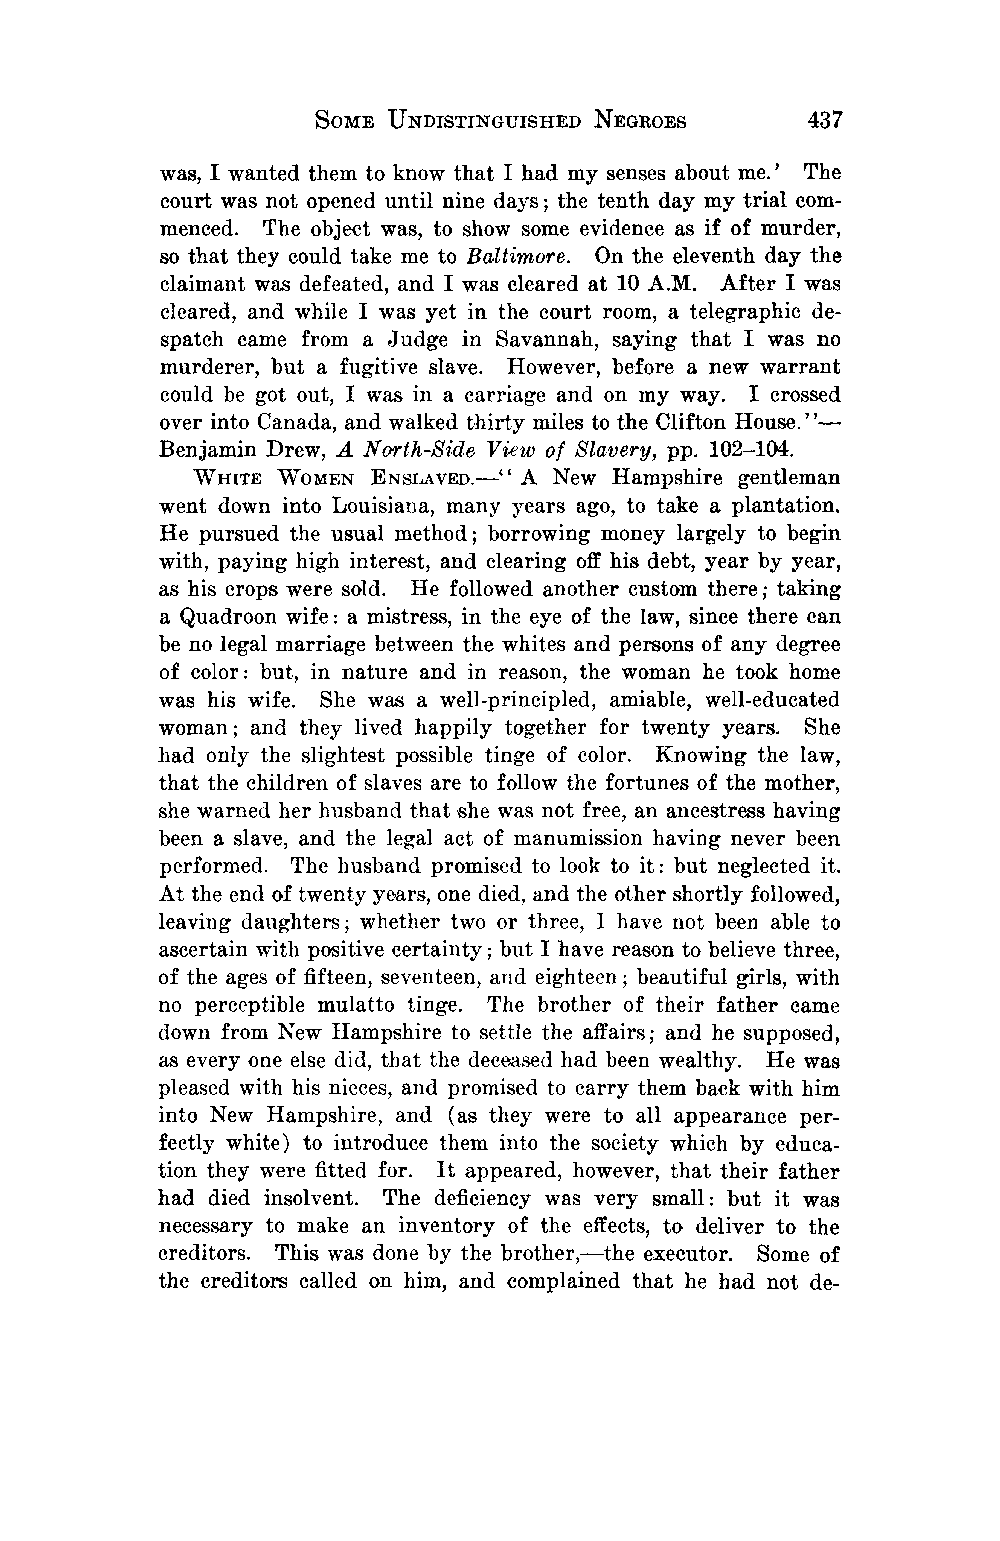 SOME UNDISTINGUISHED NEGROES 437
was, I wanted them to know that I had my senses about me.' The
court was not opened until nine days; the tenth day my trial com-
menced. The object was, to show some evidence as if of murder,
so that they could take me to Baltimore. On the eleventh day the
claimant was defeated, and I was cleared at 10 A.M. After I was
cleared, and while I was yet in the court room, a telegraphic de-
spatch came from a Judge in Savannah, saying that I was no
murderer, but a fugitive slave. However, before a new warrant
could be got out, I was in a carriage and on my way. I crossed
over into Canada, and walked thirty miles to the Clifton House.''—
Benjamin Drew, A North-Side View of Slavery, pp. 102–104.
WHITE WOMEN ENSLAVED.—'' A New Hampshire gentleman
went down into Louisiana, many years ago, to take a plantation.
He pursued the usual method; borrowing money largely to begin
with, paying high interest, and clearing off his debt, year by year,
as his crops were sold. He followed another custom there; taking
a Quadroon wife: a mistress, in the eye of the law, since there can
be no legal marriage between the whites and persons of any degree
of color: but, in nature and in reason, the woman he took home
was his wife. She was a well-principled, amiable, well-educated
woman; and they lived happily together for twenty years. She
had only the slightest possible tinge of color. Knowing the law,
that the children of slaves are to follow the fortunes of the mother,
she warned her husband that she was not free, an ancestress having
been a slave, and the legal act of manumission having never been
performed. The husband promised to look to it: but neglected it.
At the end of twenty years, one died, and the other shortly followed,
leaving daughters; whether two or three, I have not been able to
ascertain with positive certainty; but I have reason to believe three,
of the ages of fifteen, seventeen, and eighteen; beautiful girls, with
no perceptible mulatto tinge. The brother of their father came
down from New Hampshire to settle the affairs; and he supposed,
as every one else did, that the deceased had been wealthy. He was
pleased with his nieces, and promised to carry them back with him
into New Hampshire, and (as they were to all appearance per-
fectly white) to introduce them into the society which by educa-
tion they were fitted for. It appeared, however, that their father
had died insolvent. The deficiency was very small: but it was
necessary to make an inventory of the effects, to deliver to the
creditors. This was done by the brother,—the executor. Some of
the creditors called on him, and complained that he had not de-